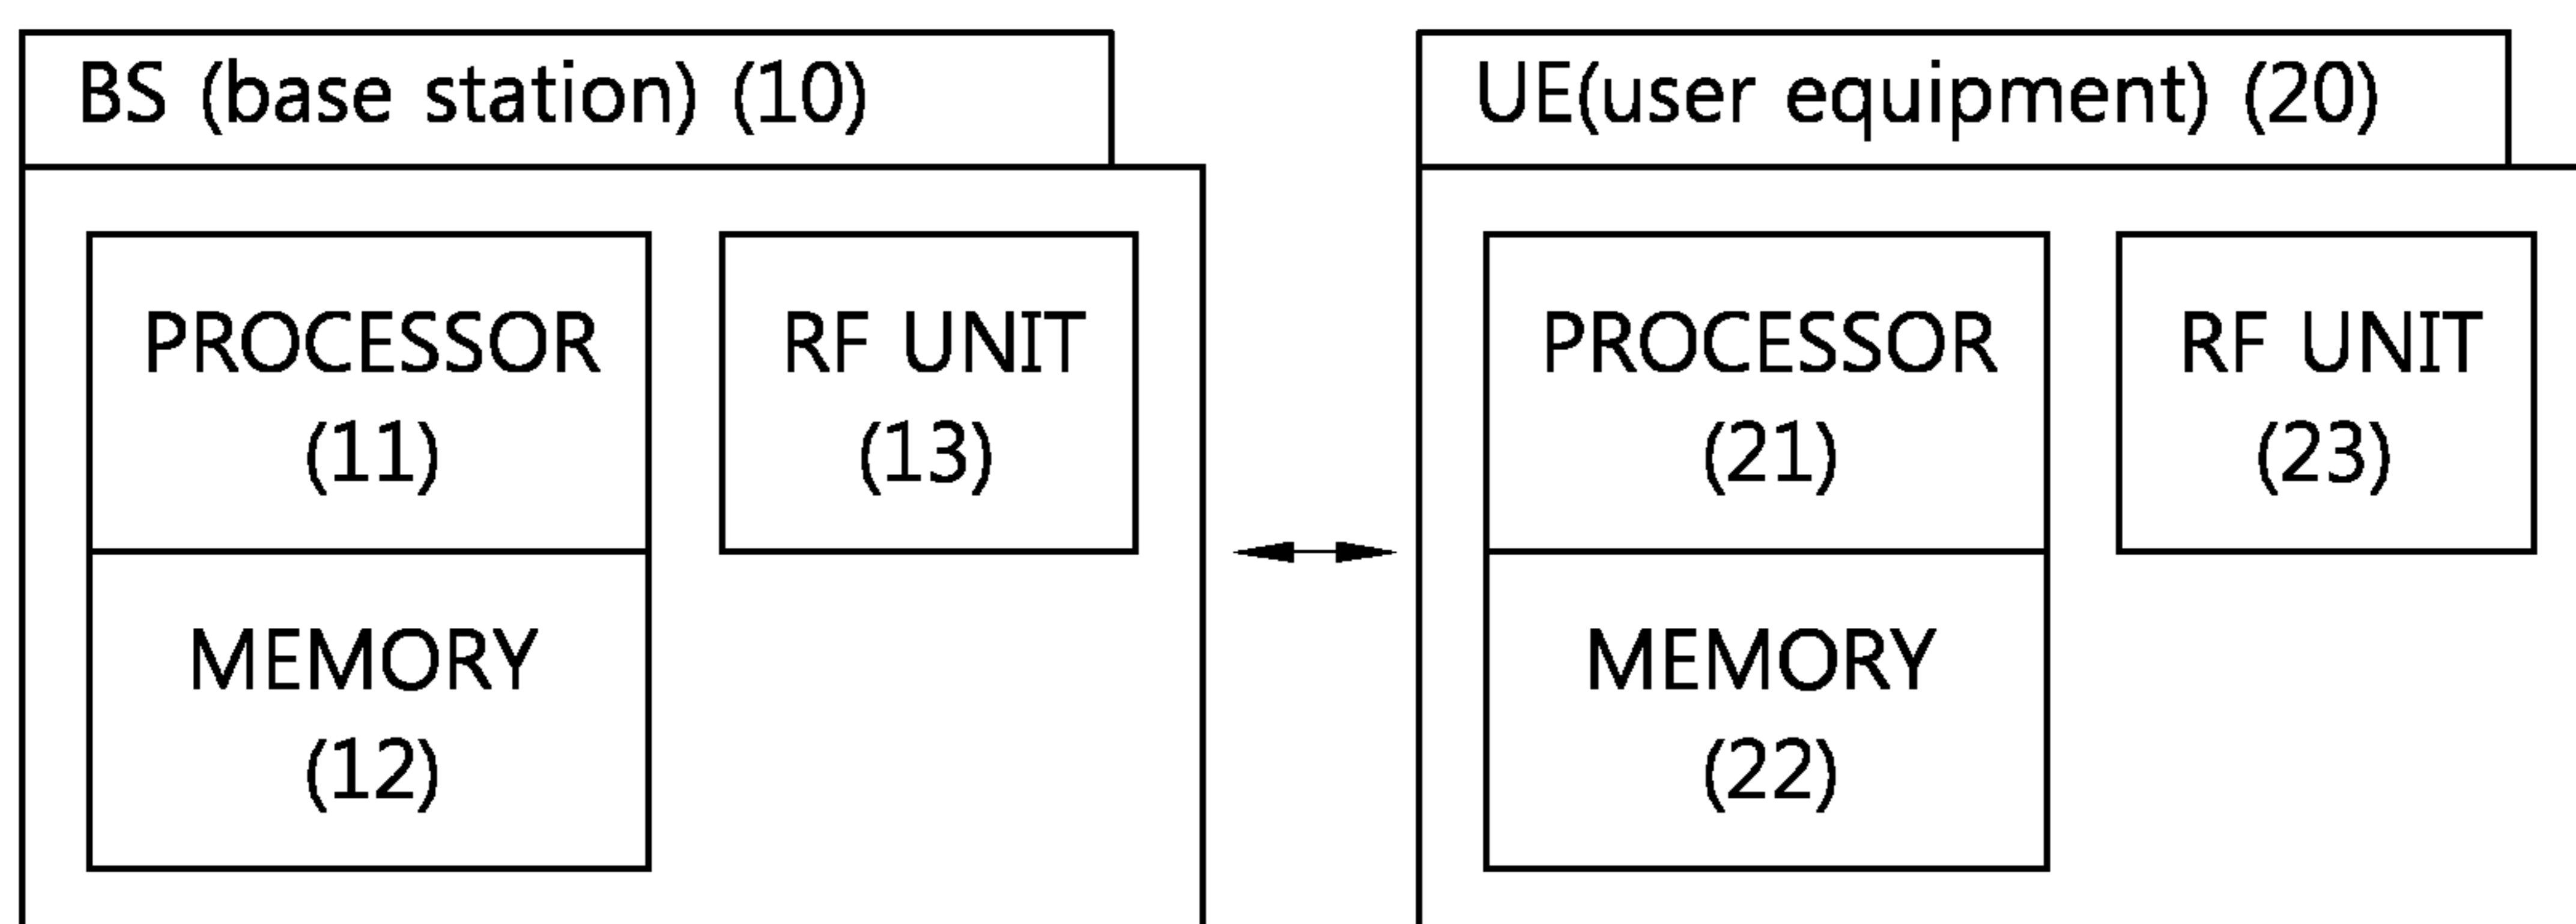 BS (base station) (10)
PROCESSOR
(11)
RF UNIT
(13)
MEMORY
(12)
UE(user equipment) (20)
PROCESSOR
(21)
RF UNIT
(23)
MEMORY
(22)